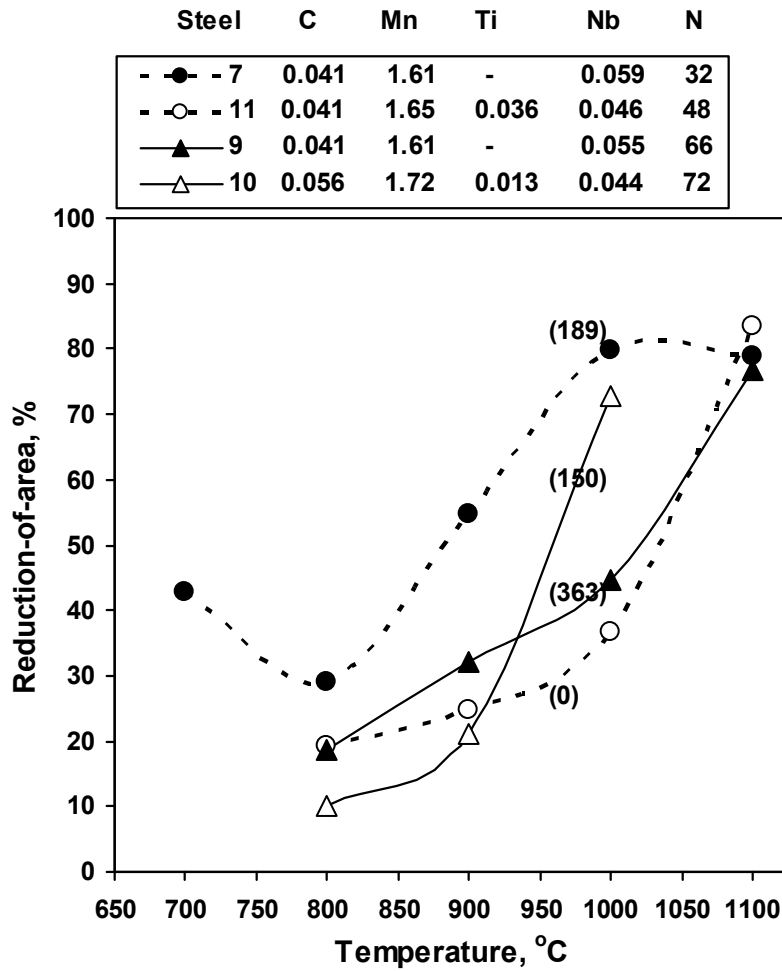 Steel C Mn Ti Nb N
7 0.041 1.61 - 0.059 32
11 0.041 1.65 0.036 0.046 48
9 0.041 1.61 - 0.055 66
10 0.056 1.72 0.013 0.044 72
100
90
80
70
60
50
40
30
20
10
0
Reduction-of-area, %
(189)
(150)
(363)
(0)
650 700 750 800 850 900 950 1000 1050 1100
Temperature, °C